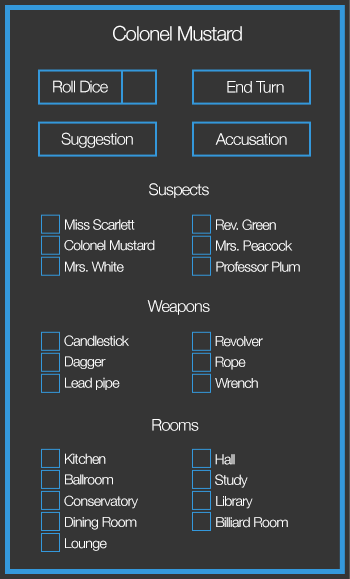 Colonel Mustard
Roll Dice
End Turn
Suggestion
Accusation
Suspects
Miss Scarlett
Colonel Mustard
Mrs. White
Rev. Green
Mrs. Peacock
Professor Plum
Weapons
Candlestick
Dagger
Lead pipe
Revolver
Rope
Wrench
Rooms
Kitchen
Ballroom
Conservatory
Dining Room
Lounge
Hall
Study
Library
Billiard Room